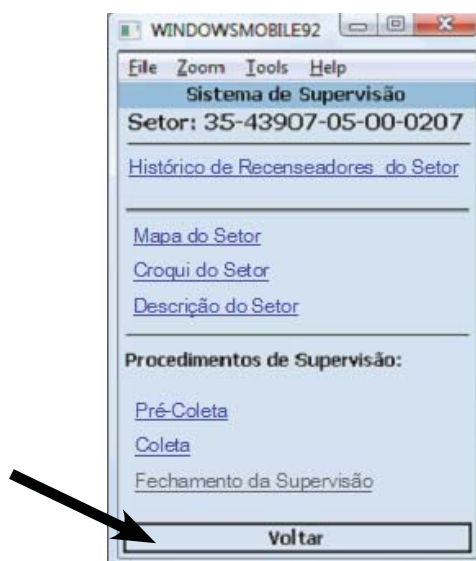 WINDOWSMOBILE92
File Zoom Tools Help
Sistema de Supervisão
Setor: 35-43907-05-00-0207
Histórico de Recenseadores do Setor
Mapa do Setor
Croqui do Setor
Descrição do Setor
Procedimentos de Supervisão:
Pré-Coleta
Coleta
Fechamento da Supervisão
Voltar